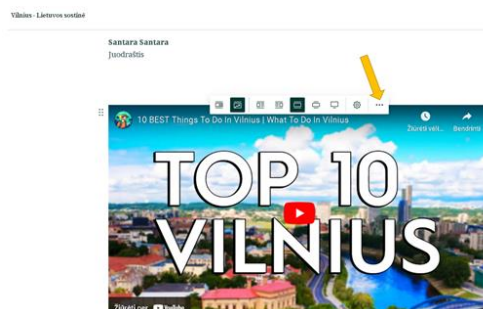 Vilnius - Lietuvos sostinė
Santara Santara
Juodraštis
10 BEST Things To Do In Vilnius | What To Do In Vilnius
Žiūrėti vėli...
Bendrinti
TOP 10
VILNIUS
Žiūrėti per YouTube